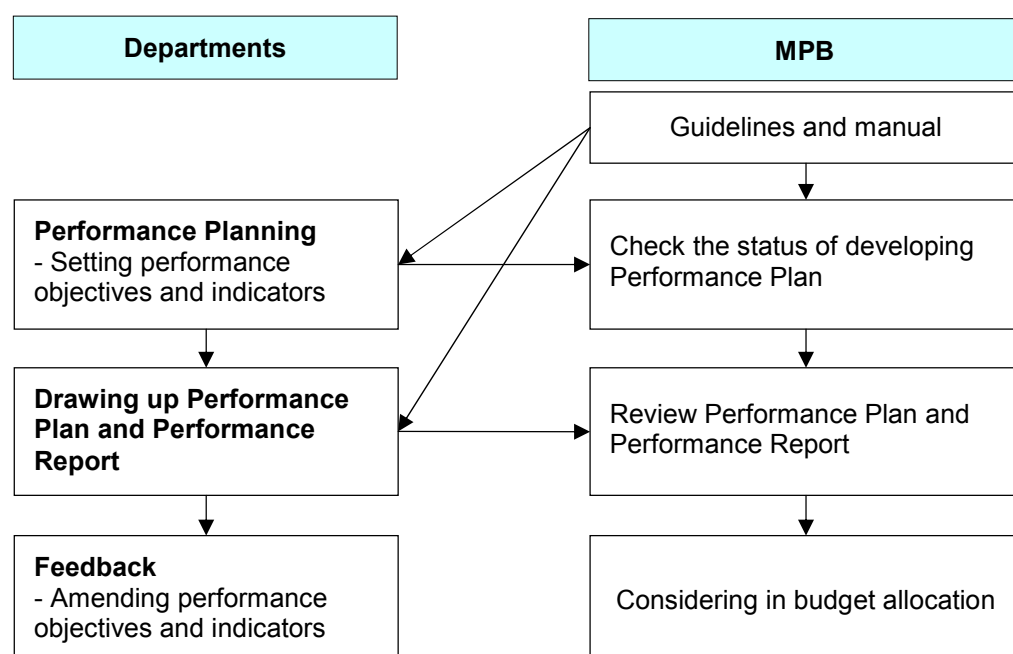 Departments
MPB
Guidelines and manual
Performance Planning
- Setting performance
objectives and indicators
Check the status of developing
Performance Plan
Drawing up Performance
Plan and Performance
Report
Review Performance Plan and
Performance Report
Feedback
- Amending performance
objectives and indicators
Considering in budget allocation